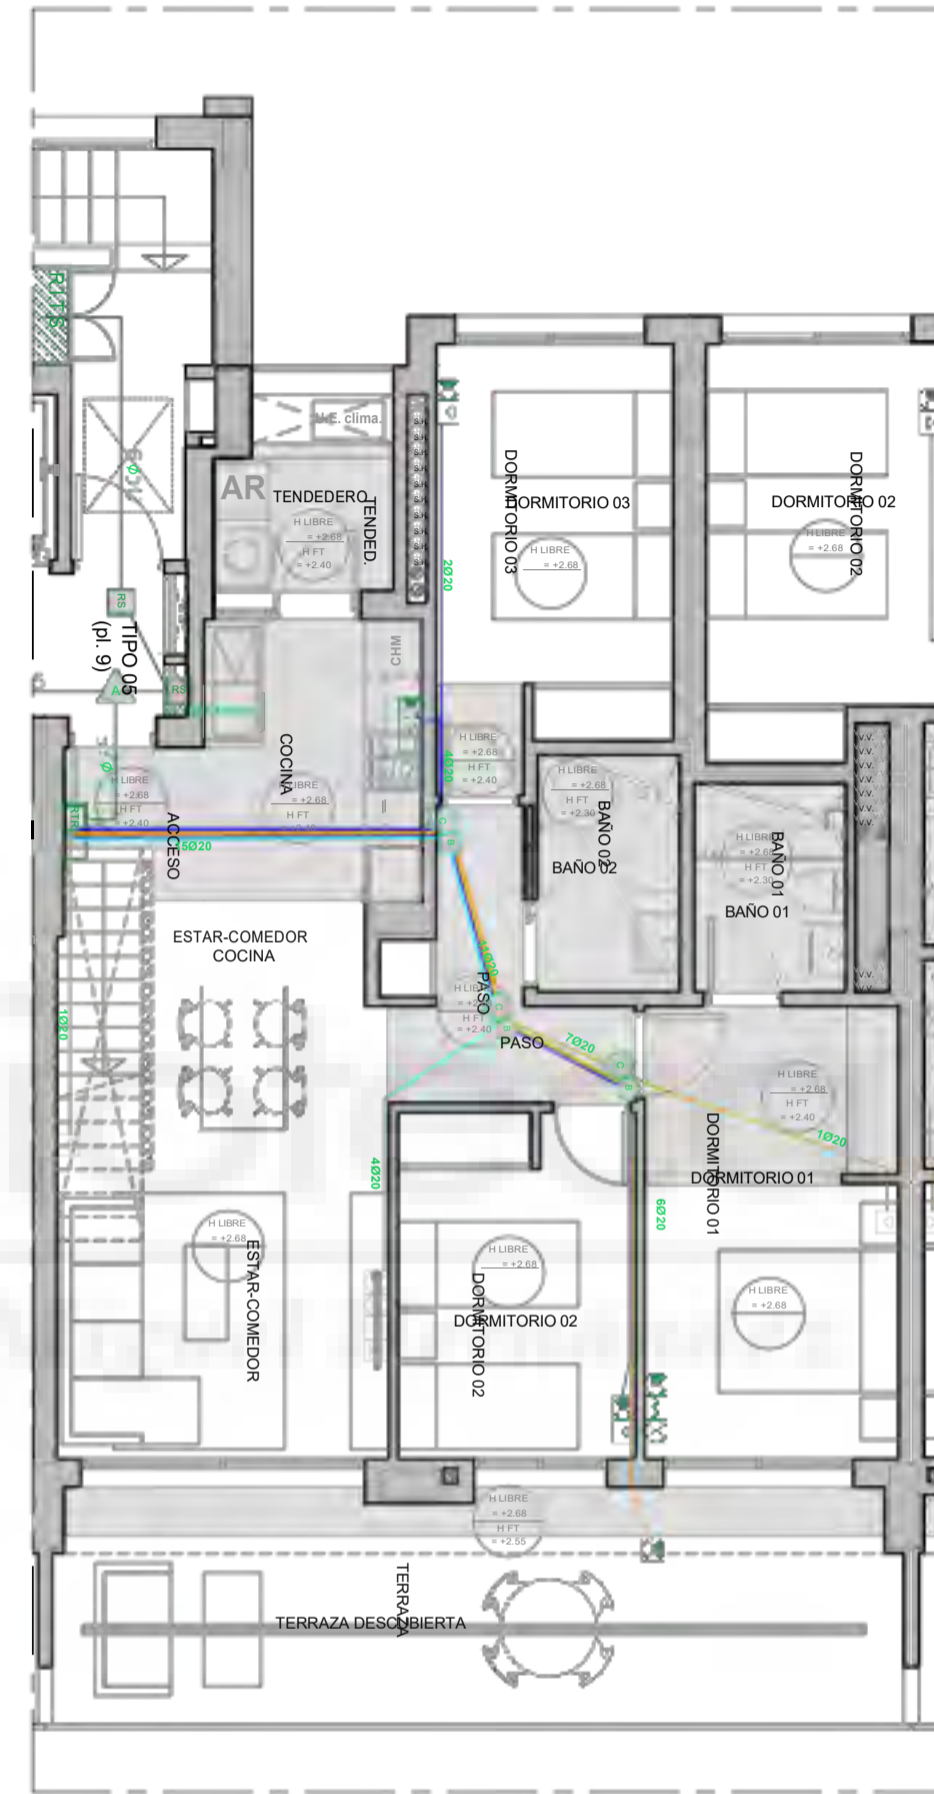 RITS
U.E. clima.
AR
TENDEDERO
TENDED.
H LIBRE
= +2.68
H FT
= +2.40
DORMITORIO 03
DORMITORIO 03
H LIBRE
= +2.68
DORMITORIO 02
DORMITORIO 02
H LIBRE
= +2.68
2Ø20
RS
TIPO 05
(pl. 9)
A
RS
CHM
COCINA
H LIBRE
= +2.68
H FT
= +2.40
4Ø20
H LIBRE
= +2.68
H FT
= +2.30
BAÑO 02
BAÑO 02
H LIBRE
= +2.68
H FT
= +2.30
BAÑO 01
BAÑO 01
V.V.
V.V.
V.V.
V.V.
V.V.
V.V.
V.V.
V.V.
H LIBRE
= +2.68
H FT
= +2.40
RTR
ACCESO
15Ø20
C
B
ESTAR-COMEDOR
COCINA
11Ø20
PASO
H FT
= +2.40
C
B
PASO
7Ø20
C
B
1Ø20
H LIBRE
= +2.68
H FT
= +2.40
1Ø20
DORMITORIO 01
DORMITORIO 01
4Ø20
6Ø20
H LIBRE
= +2.68
ESTAR-COMEDOR
H LIBRE
= +2.68
DORMITORIO 02
DORMITORIO 02
H LIBRE
= +2.68
H LIBRE
= +2.68
H FT
= +2.55
TERRAZA
TERRAZA DESCUBIERTA